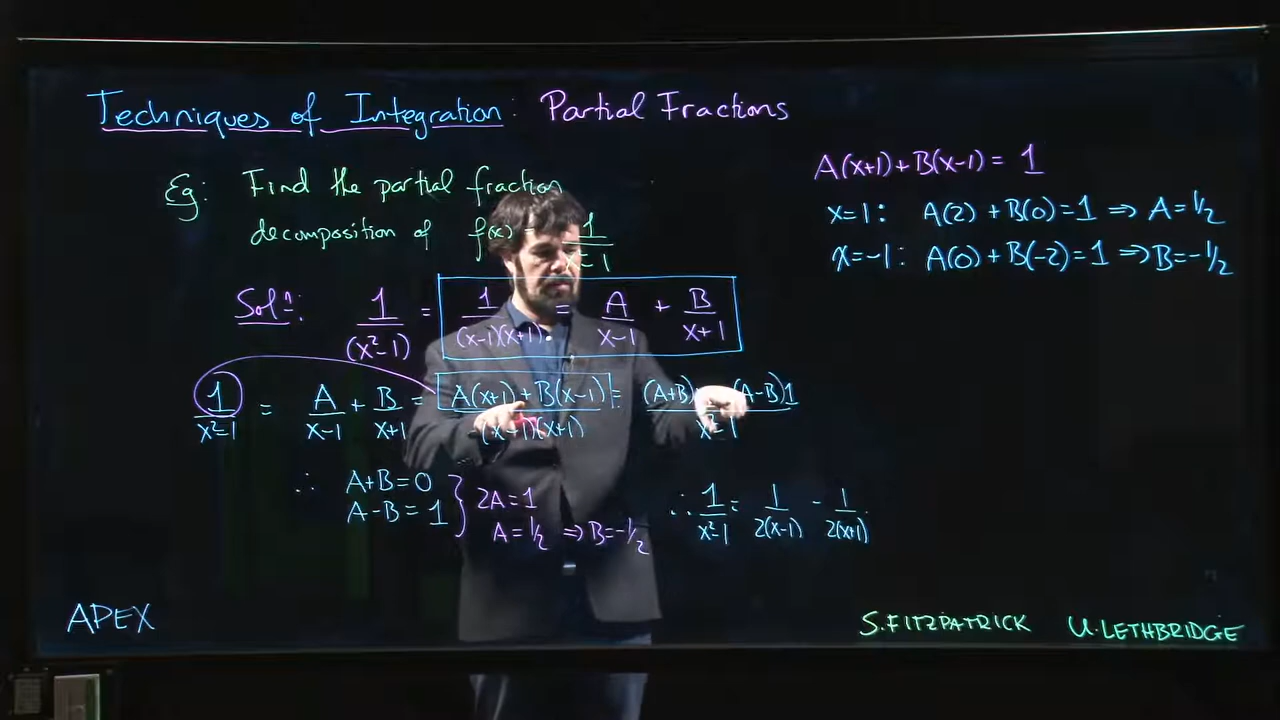 Techniques of Integration: Partial Fractions
Eg: Find the partial fraction
decomposition of f(x) 1/ -1
Solⁿ: 1/(x²-1) = 1/((x-1)(x+1)) = A/(x-1) + B/(x+1)
1/(x²-1) = A/(x-1) + B/(x+1) = (A(x+1)+B(x-1))/((x-1)(x+1)) = ((A+B) (A-B)1)/(x²-1)
∴ A+B=0
A-B=1
} 2A=1
A=1/2 ⇒ B=-1/2
∴ 1/(x²-1) = 1/(2(x-1)) - 1/(2(x+1)).
A(x+1)+B(x-1) = 1
x=1: A(2)+B(0)=1 ⇒ A=1/2
x=-1: A(0)+B(-2)=1 ⇒ B=-1/2
APEX
S.FITZPATRICK U.LETHBRIDGE